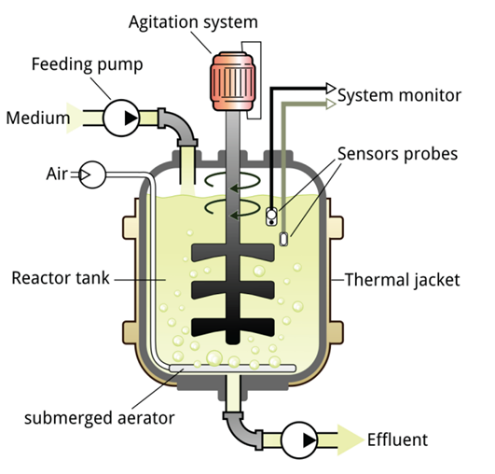 Agitation system
Feeding pump
Medium
System monitor
Air
Sensors probes
Reactor tank
Thermal jacket
submerged aerator
Effluent